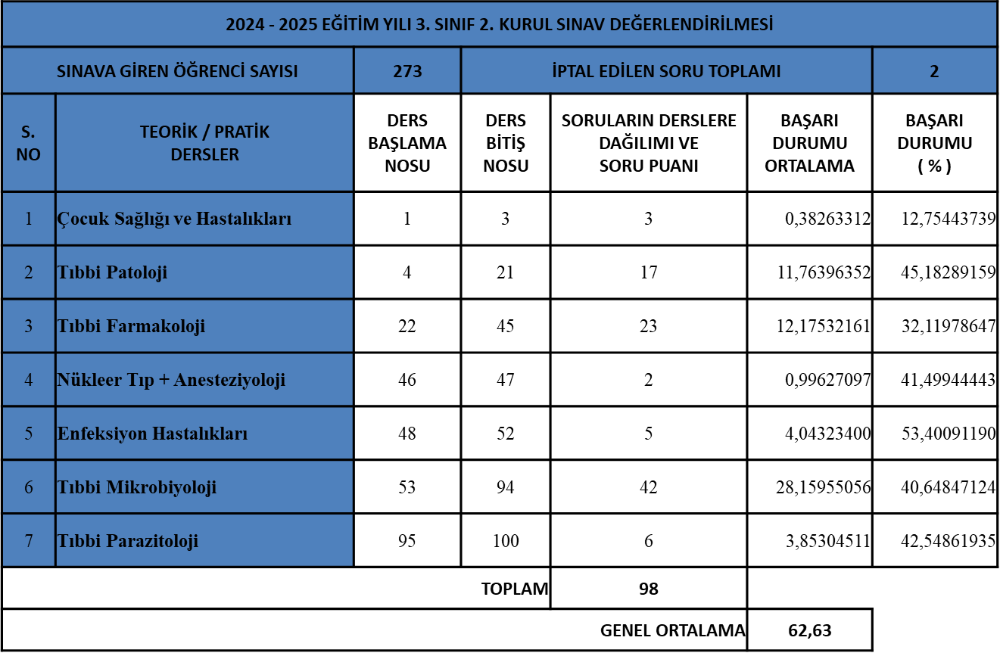 2024 - 2025 EĞİTİM YILI 3. SINIF 2. KURUL SINAV DEĞERLENDİRİLMESİ
SINAVA GİREN ÖĞRENCİ SAYISI 273 İPTAL EDİLEN SORU TOPLAMI 2
S. NO TEORİK / PRATİK DERSLER DERS BAŞLAMA NOSU DERS BİTİŞ NOSU SORULARIN DERSLERE DAĞILIMI VE SORU PUANI BAŞARI DURUMU ORTALAMA BAŞARI DURUMU ( % )
1 Çocuk Sağlığı ve Hastalıkları 1 3 3 0,38263312 12,75443739
2 Tıbbi Patoloji 4 21 17 11,76396352 45,18289159
3 Tıbbi Farmakoloji 22 45 23 12,17532161 32,11978647
4 Nükleer Tıp + Anesteziyoloji 46 47 2 0,99627097 41,49944443
5 Enfeksiyon Hastalıkları 48 52 5 4,04323400 53,40091190
6 Tıbbi Mikrobiyoloji 53 94 42 28,15955056 40,64847124
7 Tıbbi Parazitoloji 95 100 6 3,85304511 42,54861935
TOPLAM 98
GENEL ORTALAMA 62,63